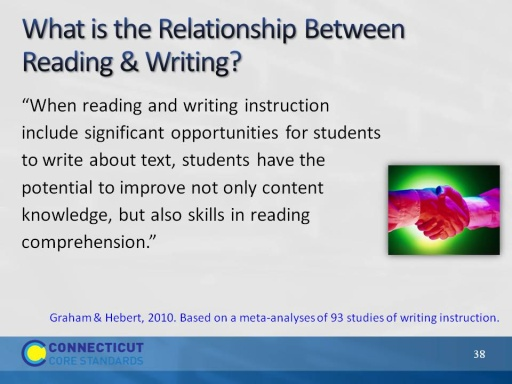 What is the Relationship Between
Reading & Writing?
“When reading and writing instruction
include significant opportunities for students
to write about text, students have the
potential to improve not only content
knowledge, but also skills in reading
comprehension.”
Graham & Hebert, 2010. Based on a meta-analyses of 93 studies of writing instruction.
CONNECTICUT
CORE STANDARDS
38